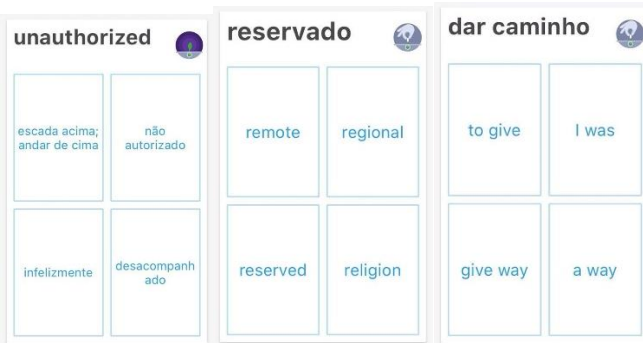 unauthorized
escada acima;
andar de cima
não
autorizado
infelizmente
desacompanh
ado
reservado
remote
regional
reserved
religion
dar caminho
to give
I was
give way
a way